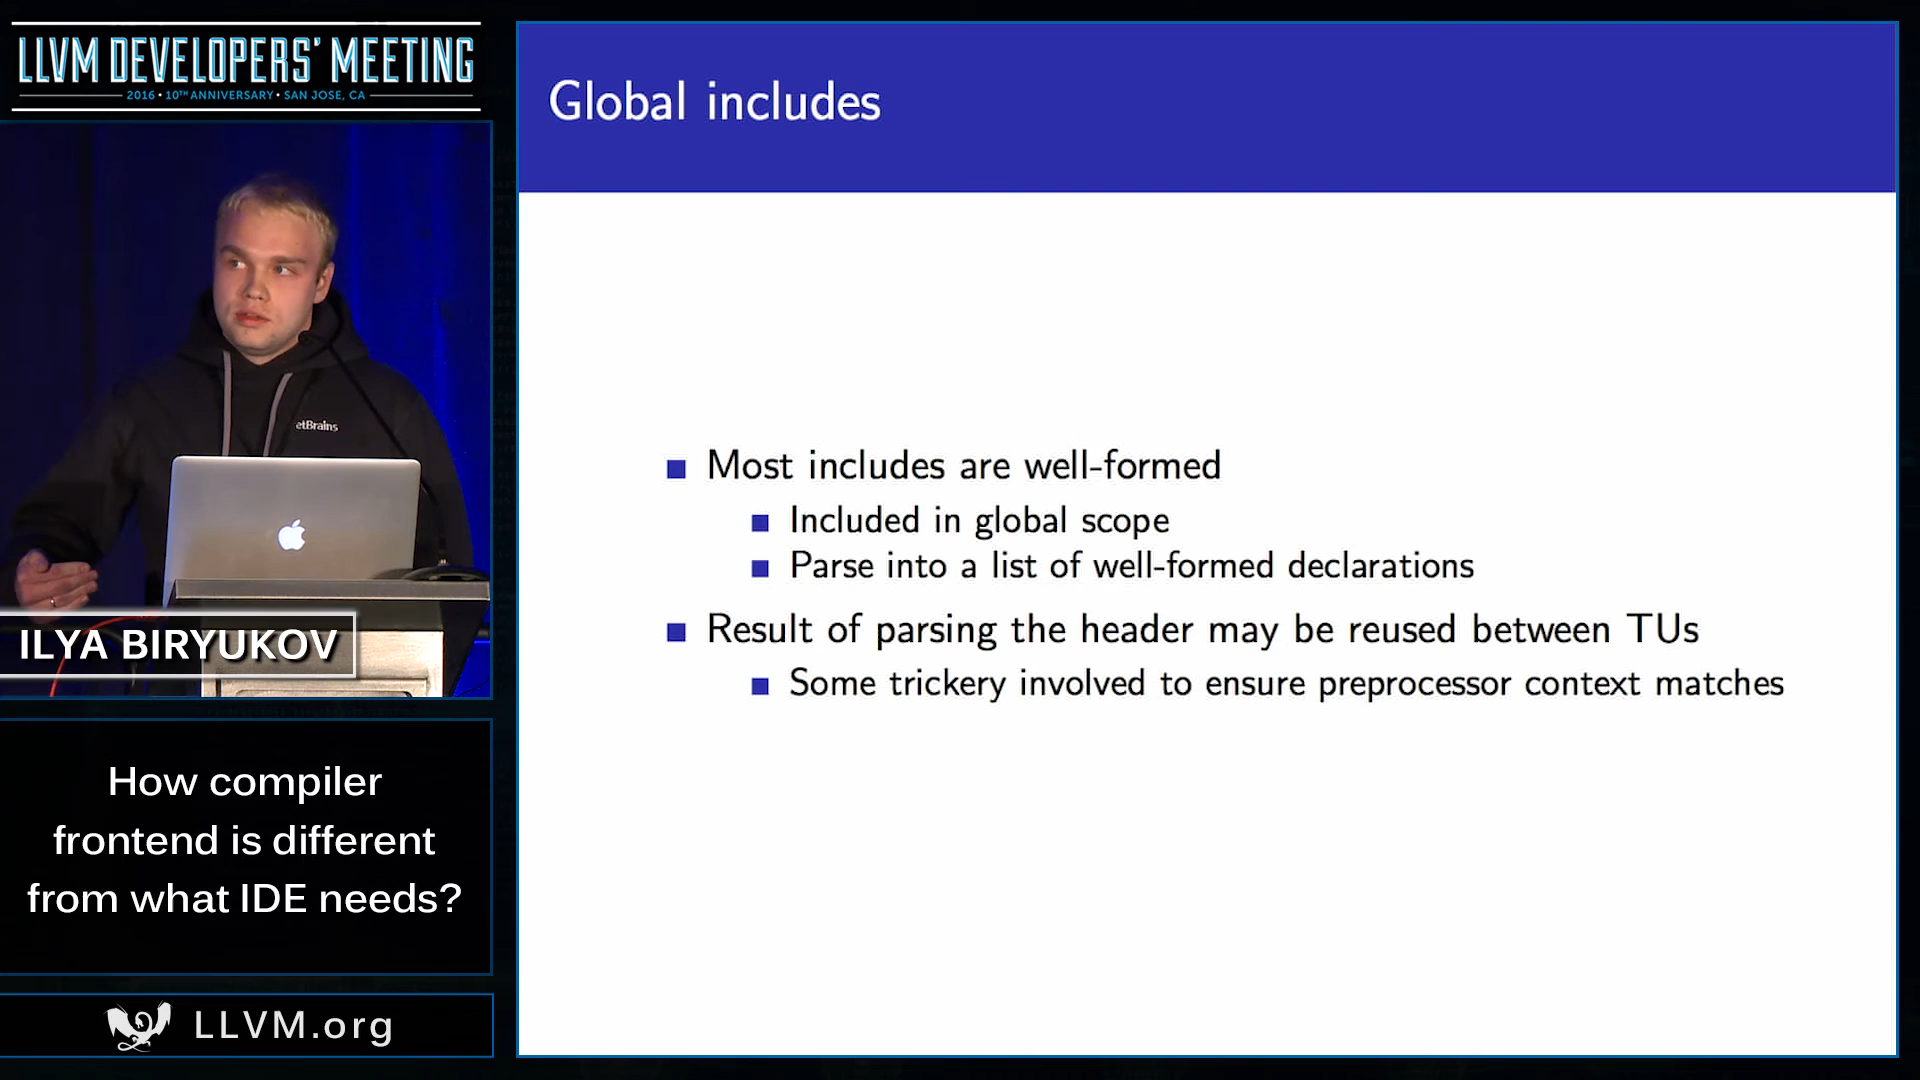 LLVM DEVELOPERS' MEETING
2016 • 10TH ANNIVERSARY • SAN JOSE, CA
Global includes
Most includes are well-formed
Included in global scope
Parse into a list of well-formed declarations
Result of parsing the header may be reused between TUs
Some trickery involved to ensure preprocessor context matches
etBrains
ILYA BIRYUKOV
How compiler
frontend is different
from what IDE needs?
LLVM.org